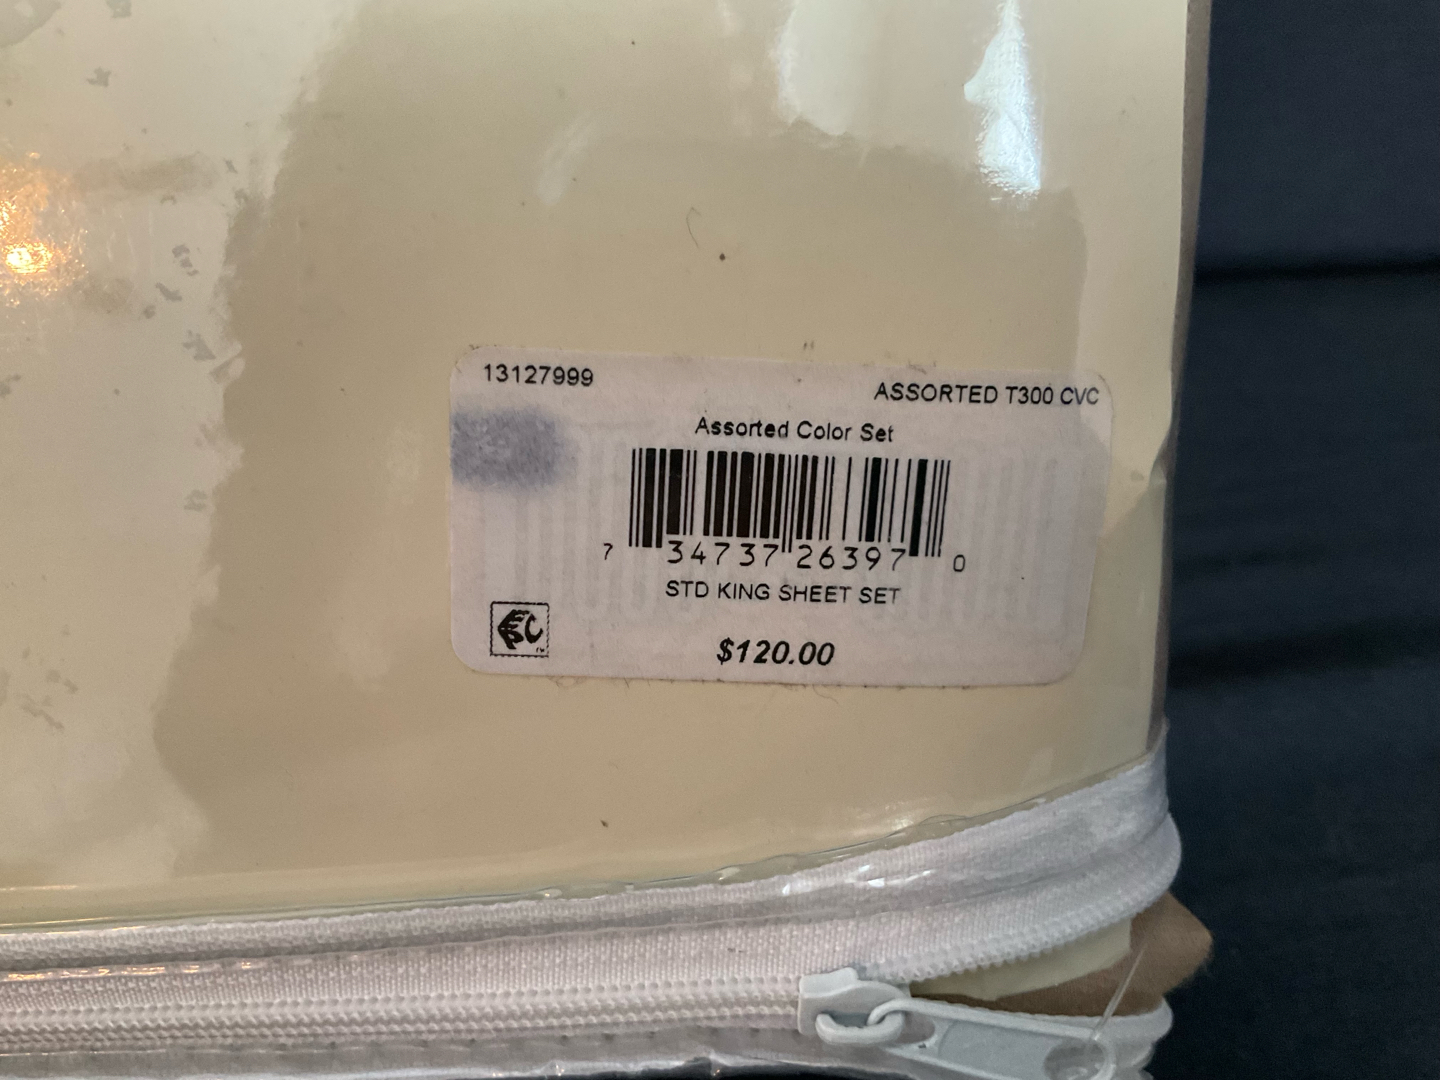 13127999
ASSORTED T300 CVC
Assorted Color Set
7 34737 26397 0
STD KING SHEET SET
$120.00